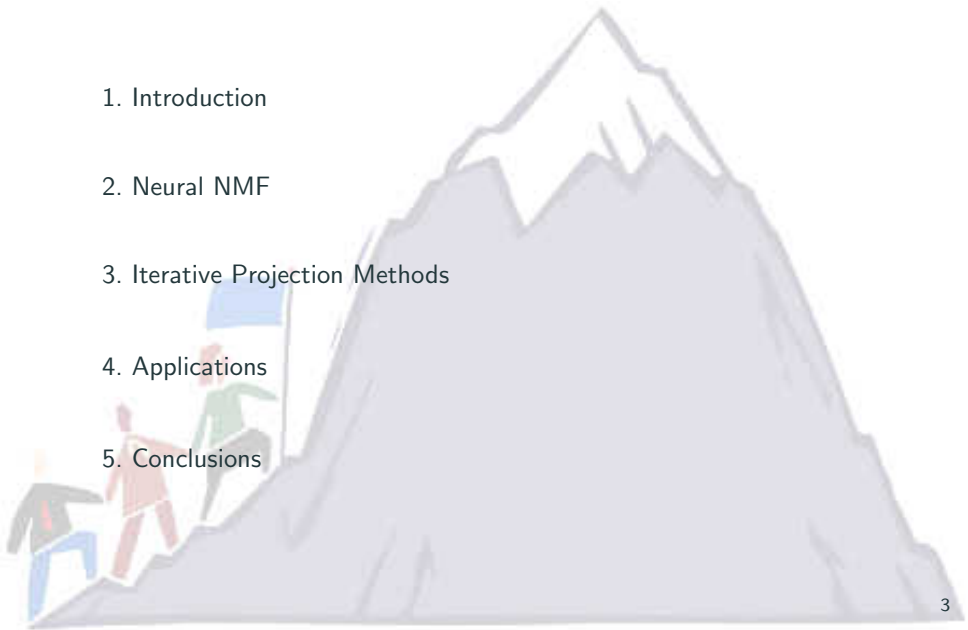 1. Introduction
2. Neural NMF
3. Iterative Projection Methods
4. Applications
5. Conclusions
3